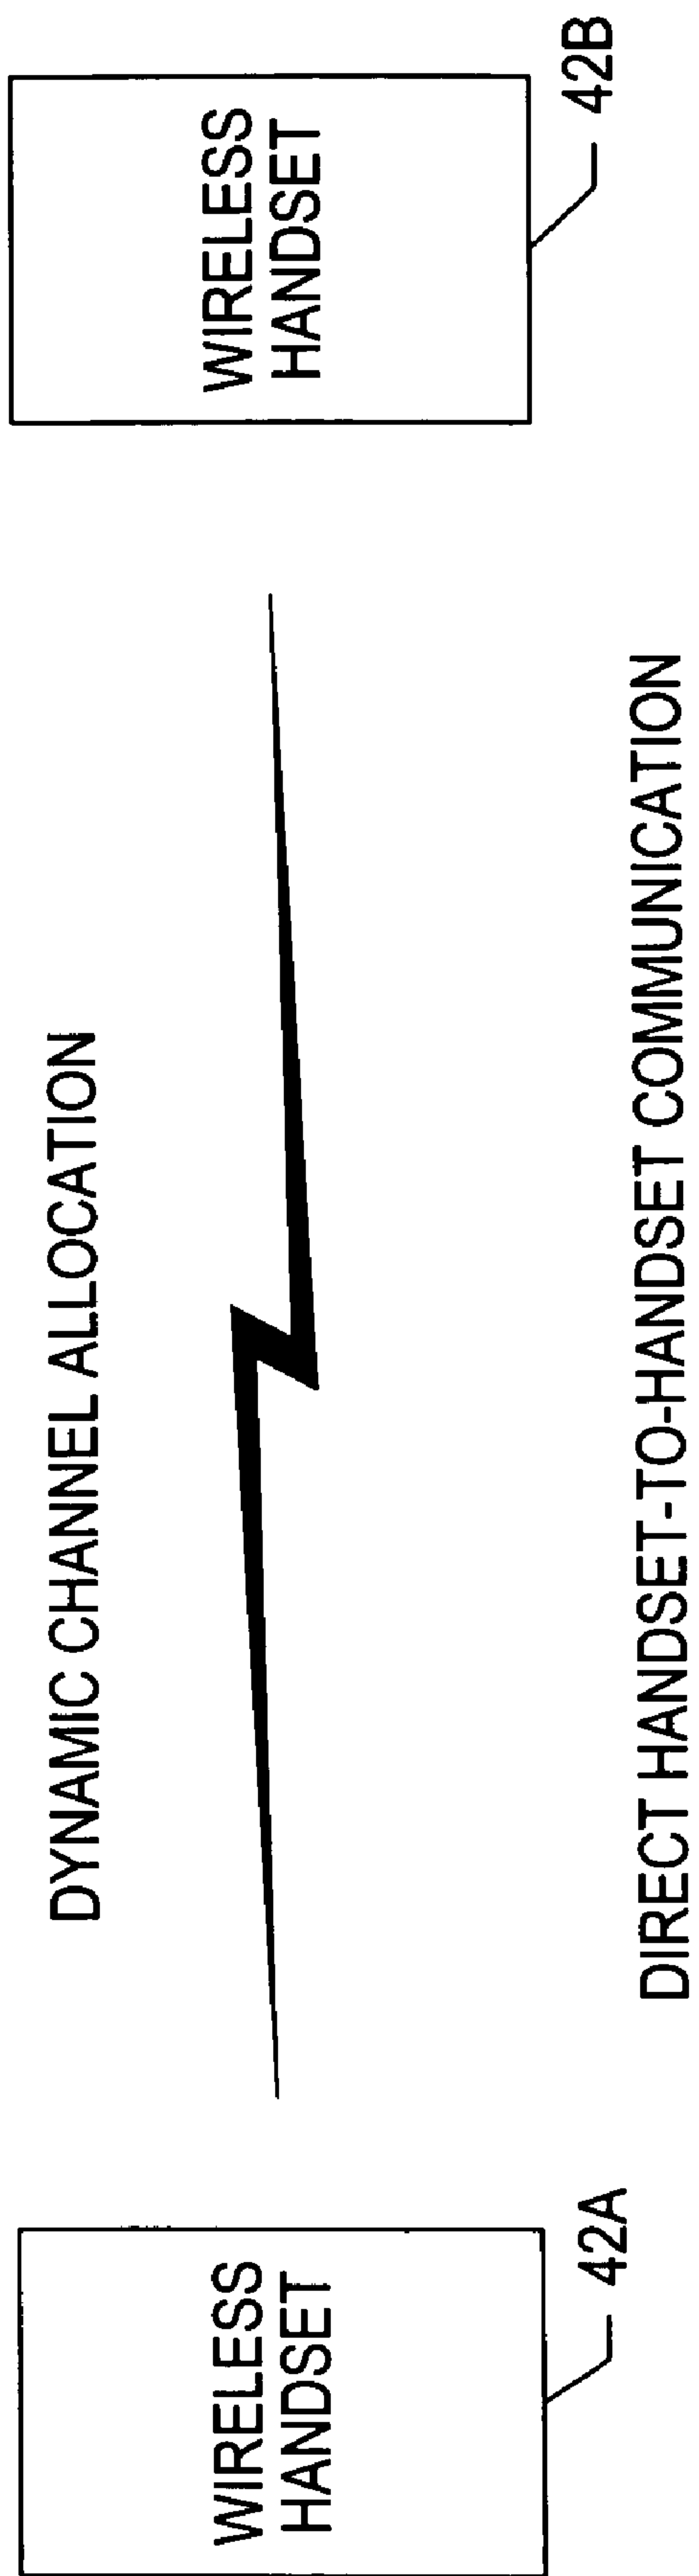 DYNAMIC CHANNEL ALLOCATION
WIRELESS
HANDSET
42A
WIRELESS
HANDSET
42B
DIRECT HANDSET-TO-HANDSET COMMUNICATION